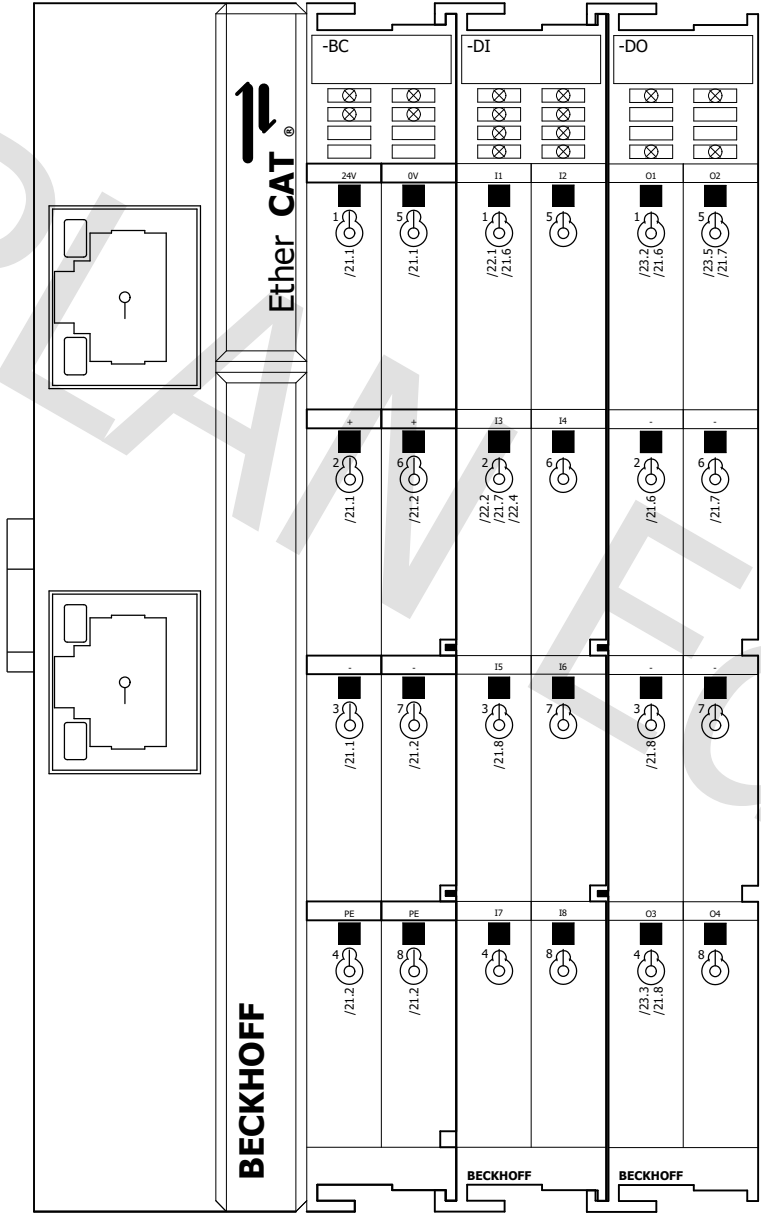 -BC
-DI
-DO
EtherCAT®
24V 0V I1 I2 O1 O2
1 5 1 5 1 5
/21.1 /21.1 /22.1 /23.2 /23.5
/21.6 /21.6 /21.7
+ + I3 I4 - -
2 6 2 6 2 6
/21.1 /21.2 /22.2 /21.6 /21.7
/21.7
/22.4
- - I5 I6 - -
3 7 3 7 3 7
/21.1 /21.2 /21.8 /21.8
PE PE I7 I8 O3 O4
4 8 4 8 4 8
/21.2 /21.2 /23.3
/21.8
BECKHOFF
BECKHOFF
BECKHOFF